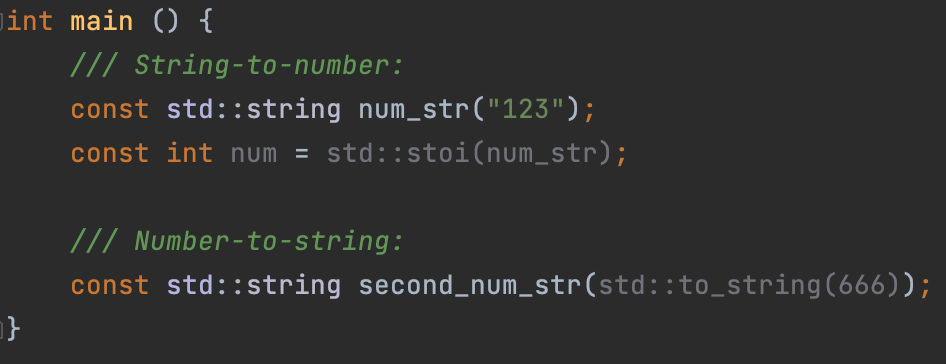 int main () {
/// String-to-number:
const std::string num_str("123");
const int num = std::stoi(num_str);
/// Number-to-string:
const std::string second_num_str(std::to_string(666));
}